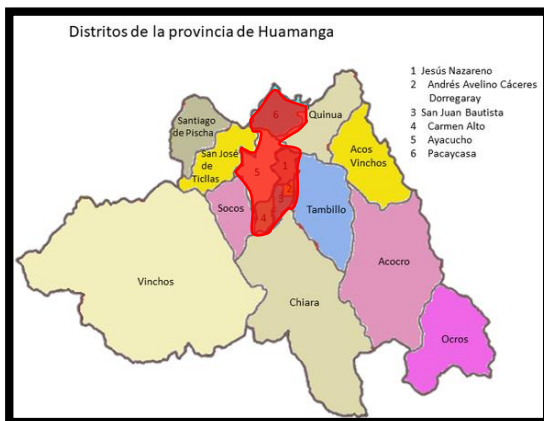 Distritos de la provincia de Huamanga
1 Jesús Nazareno
2 Andrés Avelino Cáceres
Dorregaray
3 San Juan Bautista
4 Carmen Alto
5 Ayacucho
6 Pacaycasa
6
Quinua
Santiago
de Pischa
San José
de
Ticllas
Acos
Vinchos
1
5
2
3
4
Socos
Tambillo
Vinchos
Acocro
Chiara
Ocros